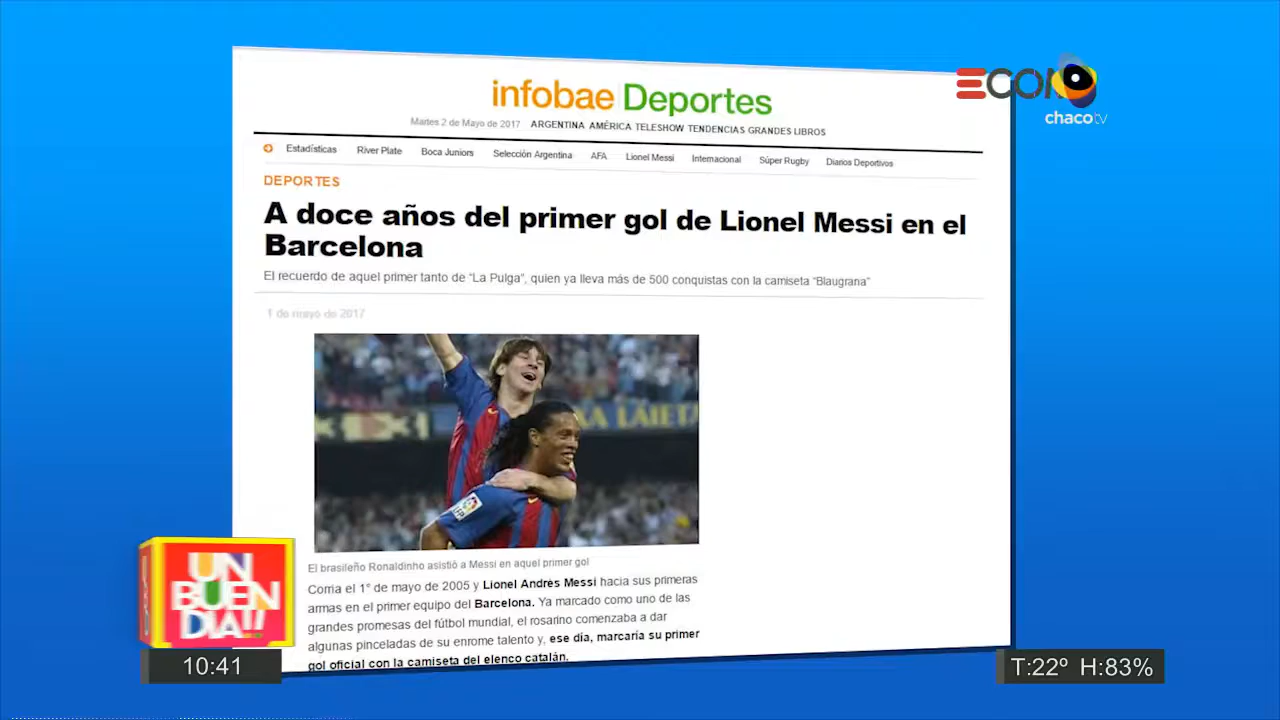 ECOM
chacotv
infobae Deportes
Martes 2 de Mayo de 2017 ARGENTINA AMÉRICA TELESHOW TENDENCIAS GRANDES LIBROS
Estadísticas River Plate Boca Juniors Selección Argentina AFA Lionel Messi Internacional Súper Rugby Diarios Deportivos
DEPORTES
A doce años del primer gol de Lionel Messi en el
Barcelona
El recuerdo de aquel primer tanto de “La Pulga”, quien ya lleva más de 500 conquistas con la camiseta “Blaugrana”
1 de mayo de 2017
LAIETA
El brasileño Ronaldinho asistió a Messi en aquel primer gol
Corria el 1° de mayo de 2005 y Lionel Andrés Messi hacia sus primeras
armas en el primer equipo del Barcelona. Ya marcado como uno de las
grandes promesas del fútbol mundial, el rosarino comenzaba a dar
algunas pinceladas de su enrome talento y, ese día, marcaría su primer
gol oficial con la camiseta del elenco catalán.
UN
BUEN
DIA!!
10:41
T:22º H:83%